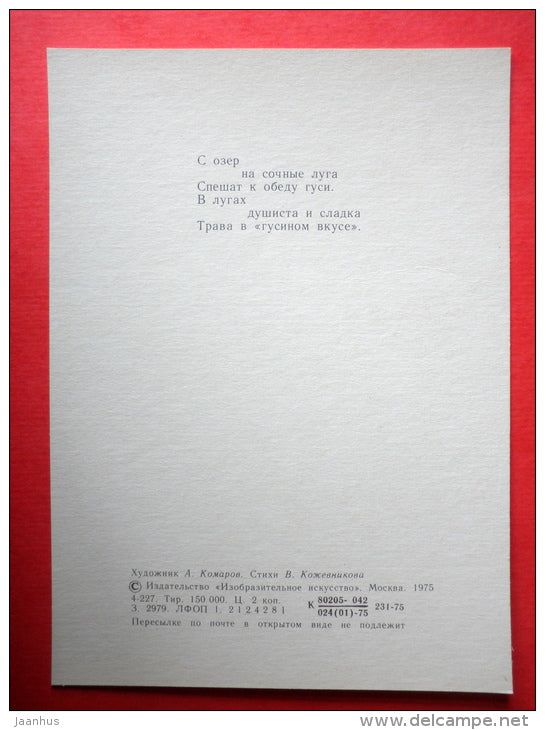 С озер
на сочные луга
Спешат к обеду гуси.
В лугах
душиста и сладка
Трава в «гусином вкусе».
Художник А. Комаров. Стихи В. Кожевникова
© Издательство «Изобразительное искусство». Москва. 1975
4-227. Тир. 150 000. Ц. 2 коп.
З. 2979. ЛФОП 1. 2124281
К 80205-042 231-75
024(01)-75
Пересылке по почте в открытом виде не подлежит
jaanhus
www.delcampe.net